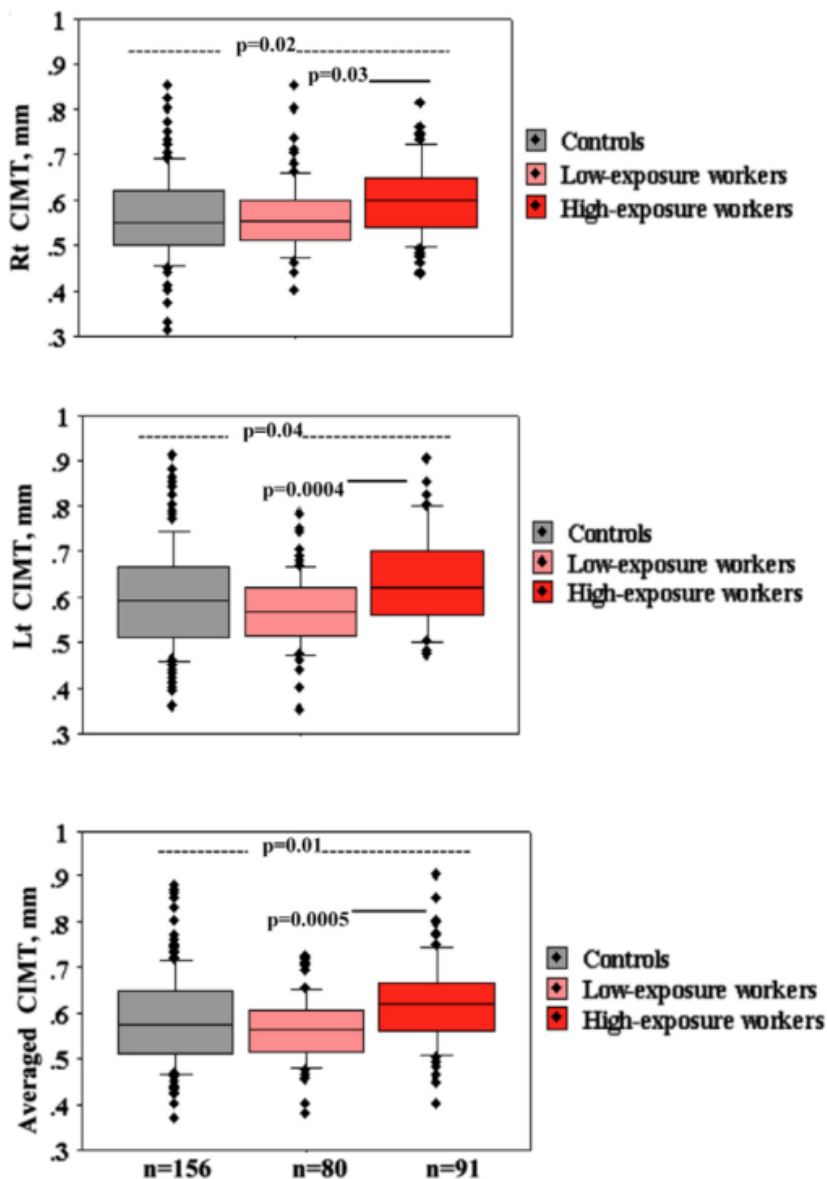 1
p=0.02
.9
p=0.03
.8
.7
.6
.5
.4
.3
Rt CIMT, mm
Controls
Low-exposure workers
High-exposure workers
1
p=0.04
.9
p=0.0004
.8
.7
.6
.5
.4
.3
Lt CIMT, mm
Controls
Low-exposure workers
High-exposure workers
1
p=0.01
.9
p=0.0005
.8
.7
.6
.5
.4
.3
Averaged CIMT, mm
Controls
Low-exposure workers
High-exposure workers
n=156 n=80 n=91